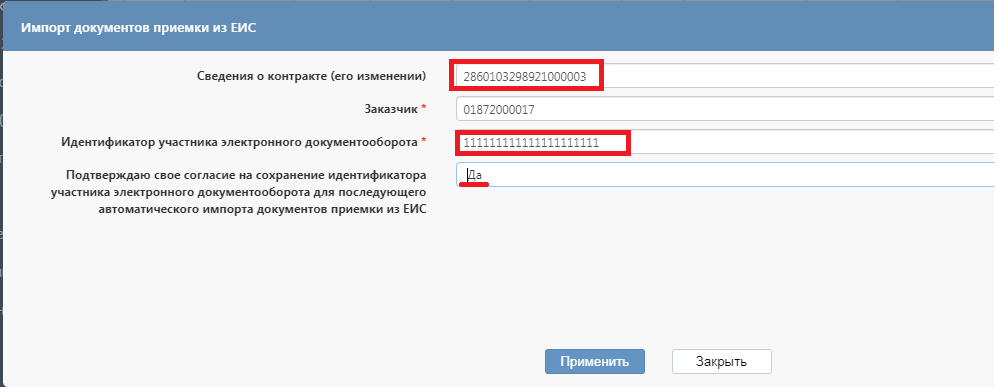 Импорт документов приемки из ЕИС
Сведения о контракте (его изменении) 2860103298921000003
Заказчик * 01872000017
Идентификатор участника электронного документооборота * 111111111111111111111
Подтверждаю свое согласие на сохранение идентификатора Да
участника электронного документооборота для последующего
автоматического импорта документов приемки из ЕИС
Применить Закрыть